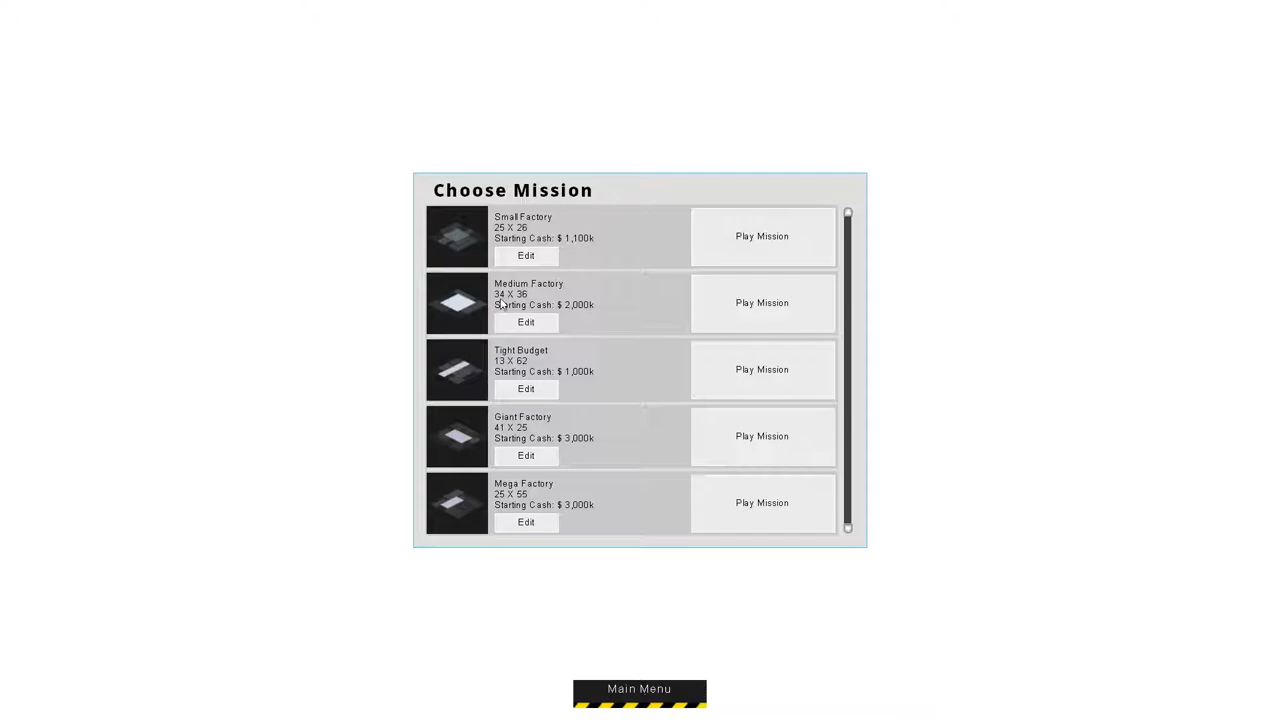 Choose Mission
Small Factory
25 X 26
Starting Cash: $ 1,100k
Edit
Play Mission
Medium Factory
34 X 36
Starting Cash: $ 2,000k
Edit
Play Mission
Tight Budget
13 X 62
Starting Cash: $ 1,000k
Edit
Play Mission
Giant Factory
41 X 25
Starting Cash: $ 3,000k
Edit
Play Mission
Mega Factory
25 X 55
Starting Cash: $ 3,000k
Edit
Play Mission
Main Menu